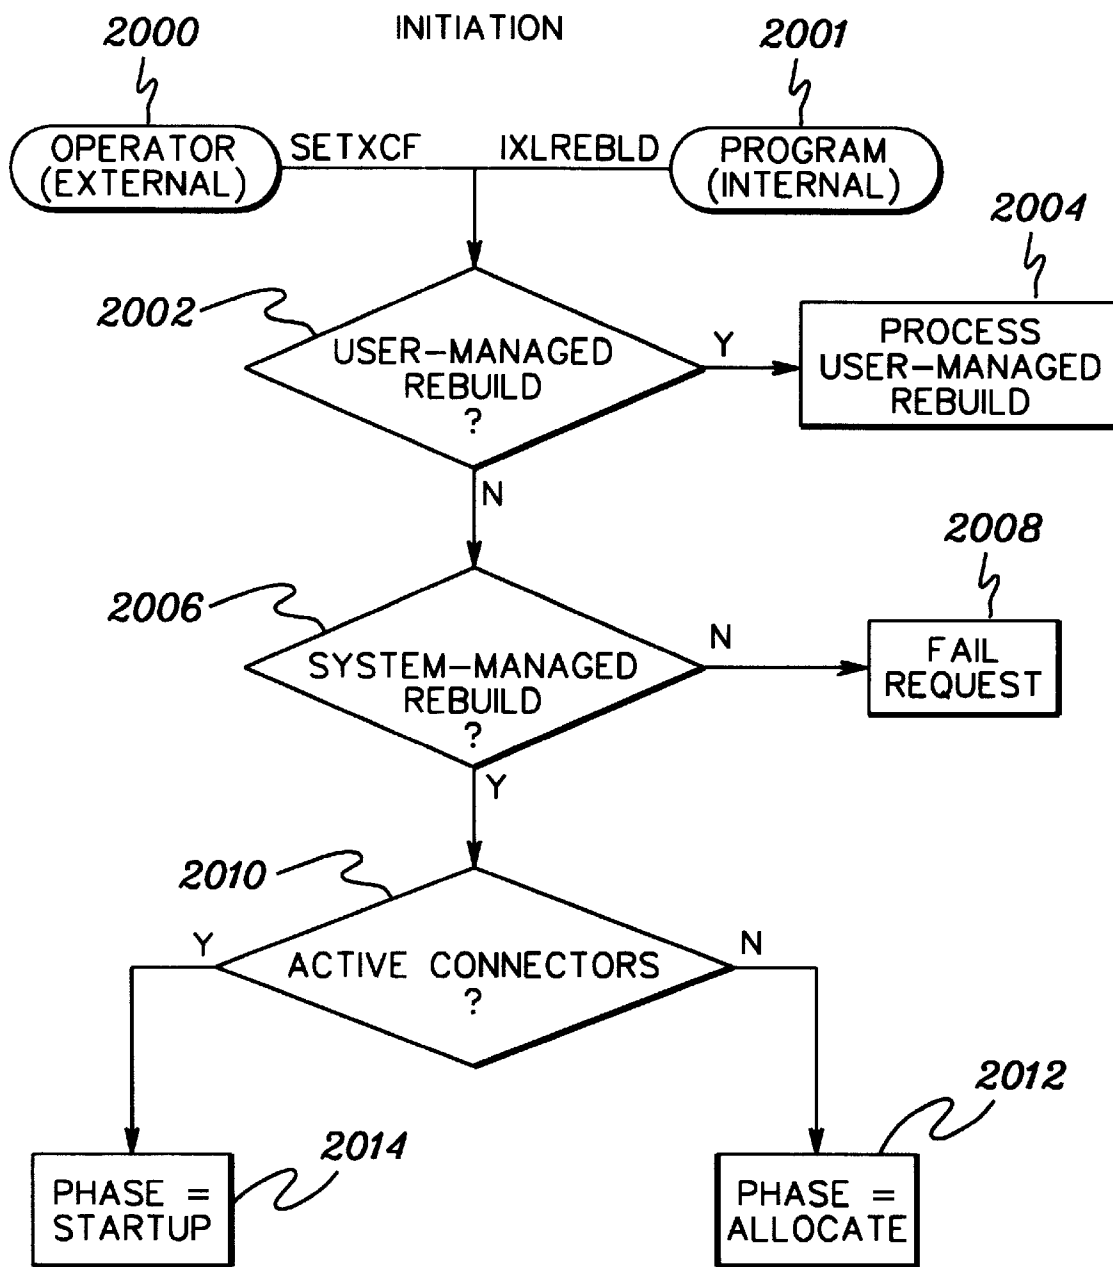 2000
INITIATION
2001
OPERATOR
(EXTERNAL)
SETXCF
IXLREBLD
PROGRAM
(INTERNAL)
2004
2002
USER-MANAGED
REBUILD
?
Y
PROCESS
USER-MANAGED
REBUILD
N
2008
2006
SYSTEM-MANAGED
REBUILD
?
N
FAIL
REQUEST
Y
2010
Y
ACTIVE CONNECTORS
?
N
2014
2012
PHASE =
STARTUP
PHASE =
ALLOCATE